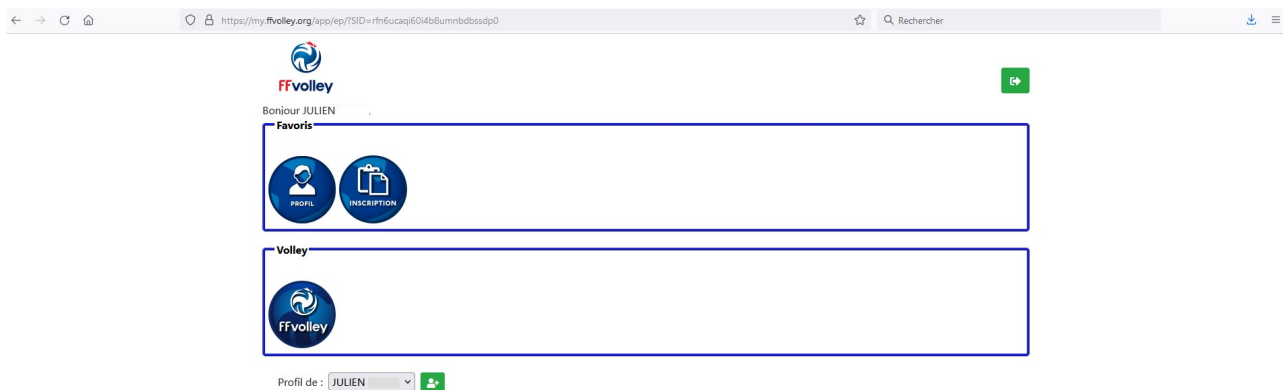 https://my.ffvolley.org/app/ep/?SID=rfn6ucaqi60i4b8umnbdbssdp0
Rechercher
FFvolley
Bonjour JULIEN ,
Favoris
PROFIL
INSCRIPTION
Volley
FFvolley
Profil de : JULIEN